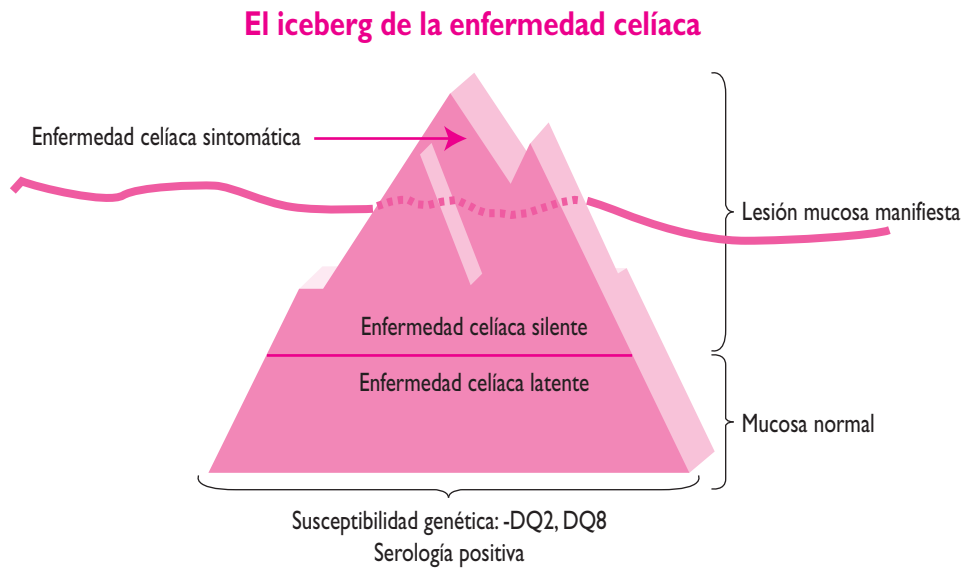 El iceberg de la enfermedad celíaca
Enfermedad celíaca sintomática
Lesión mucosa manifiesta
Enfermedad celíaca silente
Enfermedad celíaca latente
Mucosa normal
Susceptibilidad genética: -DQ2, DQ8
Serología positiva